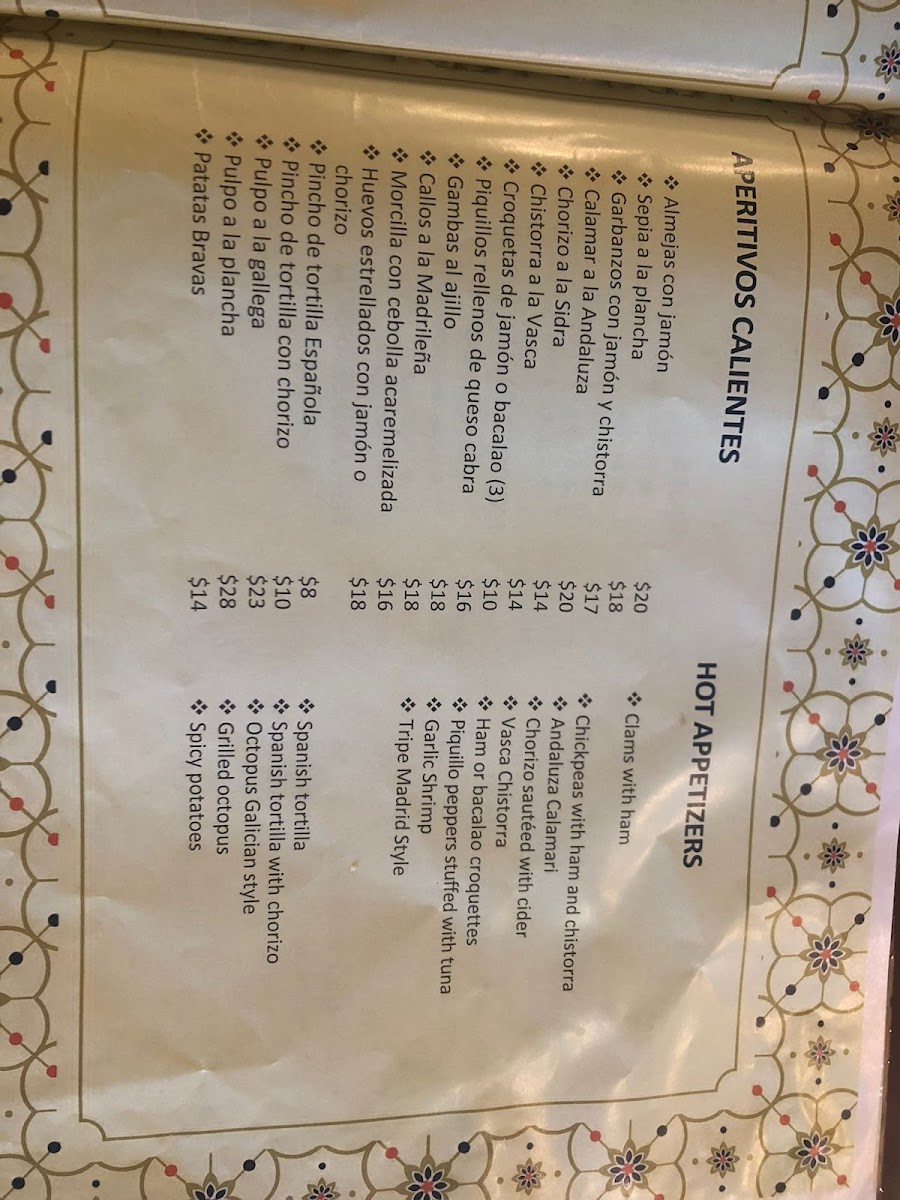 APERITIVOS CALIENTES HOT APPETIZERS
❖ Almejas con jamón $20 ❖ Clams with ham
❖ Sepia a la plancha $18
❖ Garbanzos con jamón y chistorra $17 ❖ Chickpeas with ham and chistorra
❖ Calamar a la Andaluza $20 ❖ Andaluza Calamari
❖ Chorizo a la Sidra $14 ❖ Chorizo sautéed with cider
❖ Chistorra a la Vasca $14 ❖ Vasca Chistorra
❖ Croquetas de jamón o bacalao (3) $10 ❖ Ham or bacalao croquettes
❖ Piquillos rellenos de queso cabra $16 ❖ Piquillo peppers stuffed with tuna
❖ Gambas al ajillo $18 ❖ Garlic Shrimp
❖ Callos a la Madrileña $18 ❖ Tripe Madrid Style
❖ Morcilla con cebolla acaremelizada $16
❖ Huevos estrellados con jamón o $18
chorizo
❖ Pincho de tortilla Española $8 ❖ Spanish tortilla
❖ Pincho de tortilla con chorizo $10 ❖ Spanish tortilla with chorizo
❖ Pulpo a la gallega $23 ❖ Octopus Galician style
❖ Pulpo a la plancha $28 ❖ Grilled octopus
❖ Patatas Bravas $14 ❖ Spicy potatoes